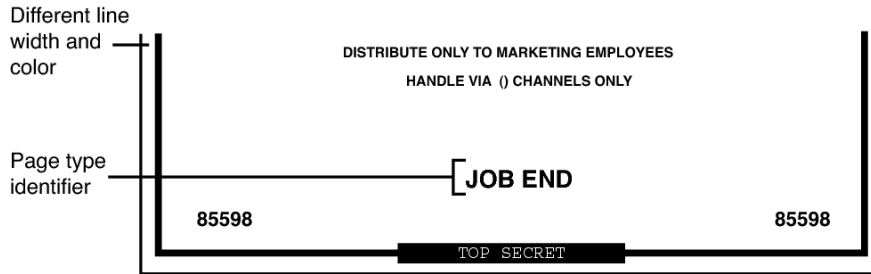 Different line
width and
color
DISTRIBUTE ONLY TO MARKETING EMPLOYEES
HANDLE VIA () CHANNELS ONLY
Page type
identifier
JOB END
85598 85598
TOP SECRET